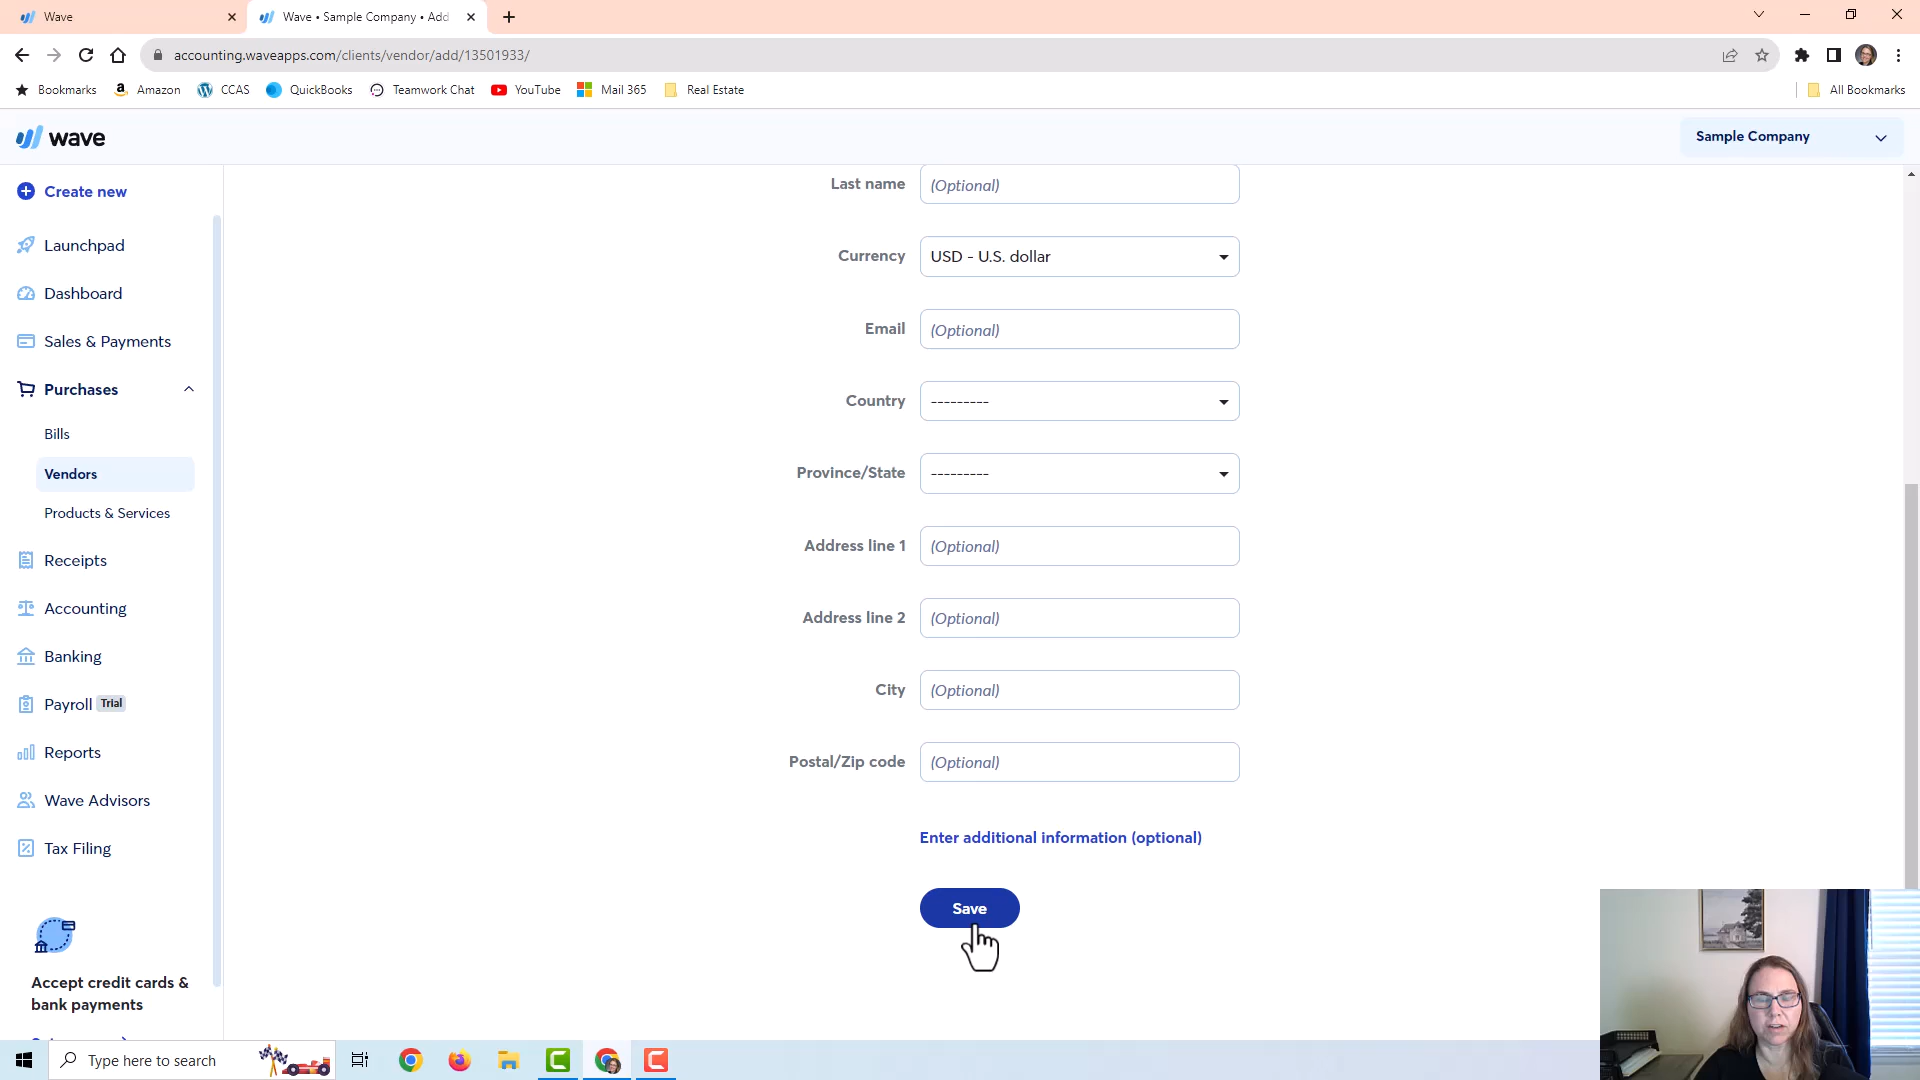 Wave
Wave • Sample Company • Add
accounting.waveapps.com/clients/vendor/add/13501933/
Bookmarks
Amazon
CCAS
QuickBooks
Teamwork Chat
YouTube
Mail 365
Real Estate
All Bookmarks
wave
Sample Company
Create new
Launchpad
Dashboard
Sales & Payments
Purchases
Bills
Vendors
Products & Services
Receipts
Accounting
Banking
Payroll Trial
Reports
Wave Advisors
Tax Filing
Accept credit cards &
bank payments
Last name (Optional)
Currency USD - U.S. dollar
Email (Optional)
Country ---------
Province/State ---------
Address line 1 (Optional)
Address line 2 (Optional)
City (Optional)
Postal/Zip code (Optional)
Enter additional information (optional)
Save
Type here to search